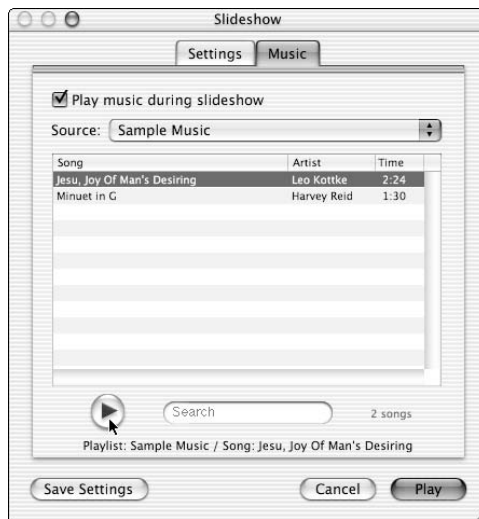 Slideshow
Settings Music
Play music during slideshow
Source: Sample Music
Song Artist Time
Jesu, Joy Of Man's Desiring Leo Kottke 2:24
Minuet in G Harvey Reid 1:30
Search 2 songs
Playlist: Sample Music / Song: Jesu, Joy Of Man's Desiring
Save Settings Cancel Play